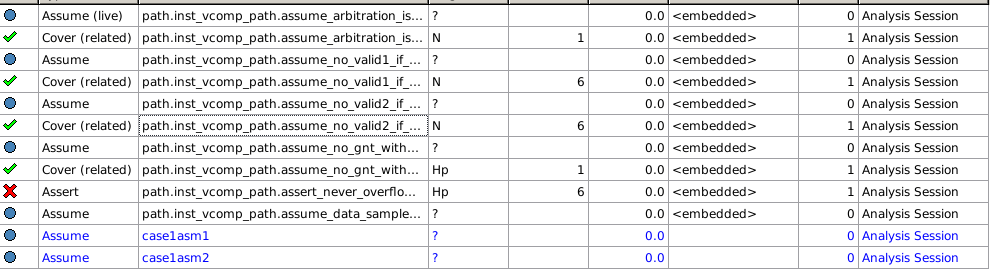 Assume (live) path.inst_vcomp_path.assume_arbitration_is... ? 0.0 <embedded> 0 Analysis Session
Cover (related) path.inst_vcomp_path.assume_arbitration_is... N 1 0.0 <embedded> 1 Analysis Session
Assume path.inst_vcomp_path.assume_no_valid1_if_... ? 0.0 <embedded> 0 Analysis Session
Cover (related) path.inst_vcomp_path.assume_no_valid1_if_... N 6 0.0 <embedded> 1 Analysis Session
Assume path.inst_vcomp_path.assume_no_valid2_if_... ? 0.0 <embedded> 0 Analysis Session
Cover (related) path.inst_vcomp_path.assume_no_valid2_if_... N 6 0.0 <embedded> 1 Analysis Session
Assume path.inst_vcomp_path.assume_no_gnt_with... ? 0.0 <embedded> 0 Analysis Session
Cover (related) path.inst_vcomp_path.assume_no_gnt_with... Hp 1 0.0 <embedded> 1 Analysis Session
Assert path.inst_vcomp_path.assert_never_overflo... Hp 6 0.0 <embedded> 1 Analysis Session
Assume path.inst_vcomp_path.assume_data_sample... ? 0.0 <embedded> 0 Analysis Session
Assume case1asm1 ? 0.0 0 Analysis Session
Assume case1asm2 ? 0.0 0 Analysis Session